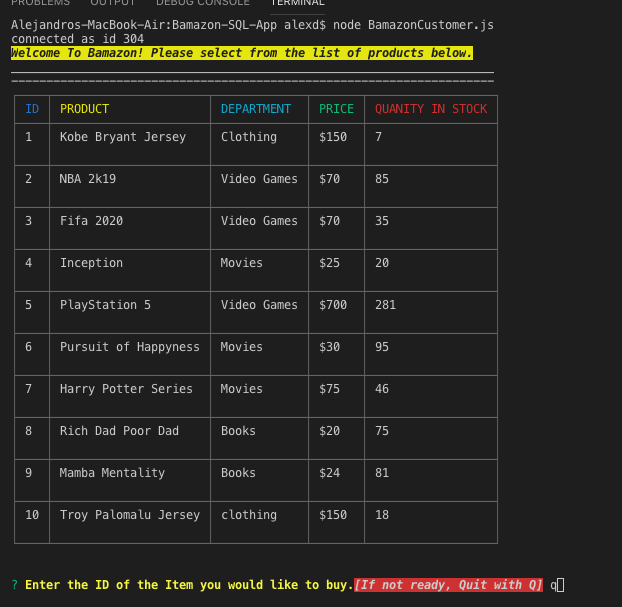 PROBLEMS OUTPUT DEBUG CONSOLE TERMINAL
Alejandros-MacBook-Air:Bamazon-SQL-App alexd$ node BamazonCustomer.js
connected as id 304
Welcome To Bamazon! Please select from the list of products below.
ID PRODUCT DEPARTMENT PRICE QUANITY IN STOCK
1 Kobe Bryant Jersey Clothing $150 7
2 NBA 2k19 Video Games $70 85
3 Fifa 2020 Video Games $70 35
4 Inception Movies $25 20
5 PlayStation 5 Video Games $700 281
6 Pursuit of Happyness Movies $30 95
7 Harry Potter Series Movies $75 46
8 Rich Dad Poor Dad Books $20 75
9 Mamba Mentality Books $24 81
10 Troy Palomalu Jersey clothing $150 18
? Enter the ID of the Item you would like to buy.[If not ready, Quit with Q] q